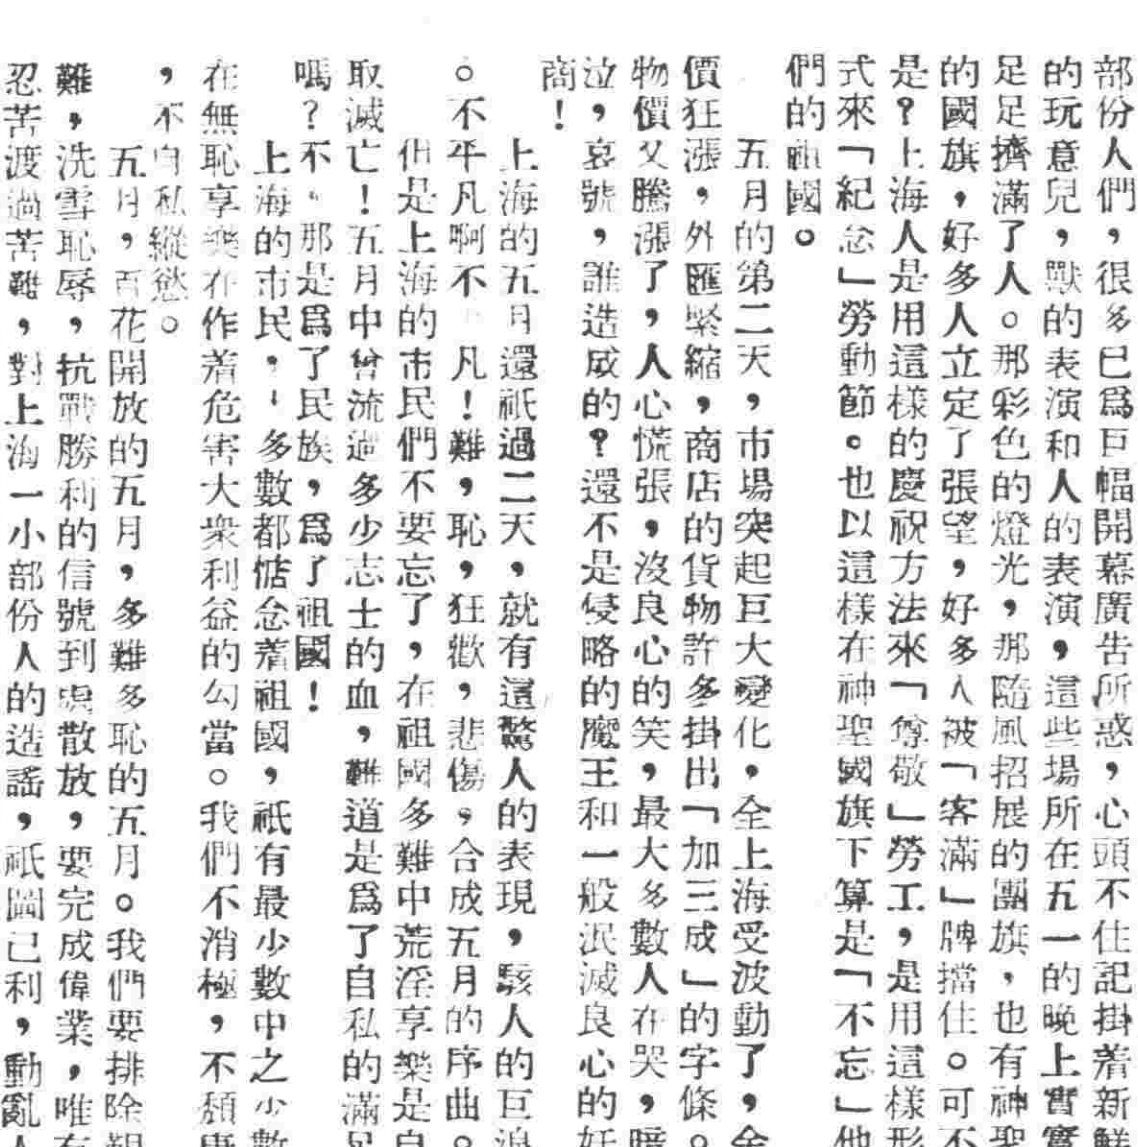 部份人們，很多已爲巨幅開幕廣告所惑，心頭不住記掛着新鮮
的玩意兒，獸的表演和人的表演，這些場所在五一的晚上實實
足足擠滿了人。那彩色的燈光，那隨風招展的團旗，也有神聖
的國旗，好多人立定了張望，好多人被「客滿」牌擋住。可不
是？上海人是用這樣的慶祝方法來「尊敬」勞工，是用這樣形
式來「紀念」勞動節。也以這樣在神聖國旗下算是「不忘」他
們的祖國。
五月的第二天，市場突起巨大變化，全上海受波動了，金
價狂漲，外匯緊縮，商店的貨物許多掛出「加三成」的字條。
物價又騰漲了，人心慌張，沒良心的笑，最大多數人在哭，暗
泣，哀號，誰造成的？還不是侵略的魔王和一般泯滅良心的奸
商！
上海的五月還祇過二天，就有這驚人的表現，駭人的巨浪
。不平凡啊不 凡！難，恥，狂歡，悲傷，合成五月的序曲。
但是上海的市民們不要忘了，在祖國多難中荒淫享樂是自
取滅亡！五月中曾流過多少志士的血，難道是爲了自私的滿足
嗎？不，那是爲了民族，爲了祖國！
上海的市民， 多數都惦念着祖國，祇有最少數中之少數
在無恥享樂在作着危害大衆利益的勾當。我們不消極，不頹唐
，不自私縱慾。
五月，百花開放的五月，多難多恥的五月。我們要排除艱
難，洗雪恥辱，抗戰勝利的信號到處散放，要完成偉業，唯有
忍苦渡過苦難，對上海一小部份人的造謠，祇圖己利，動亂人